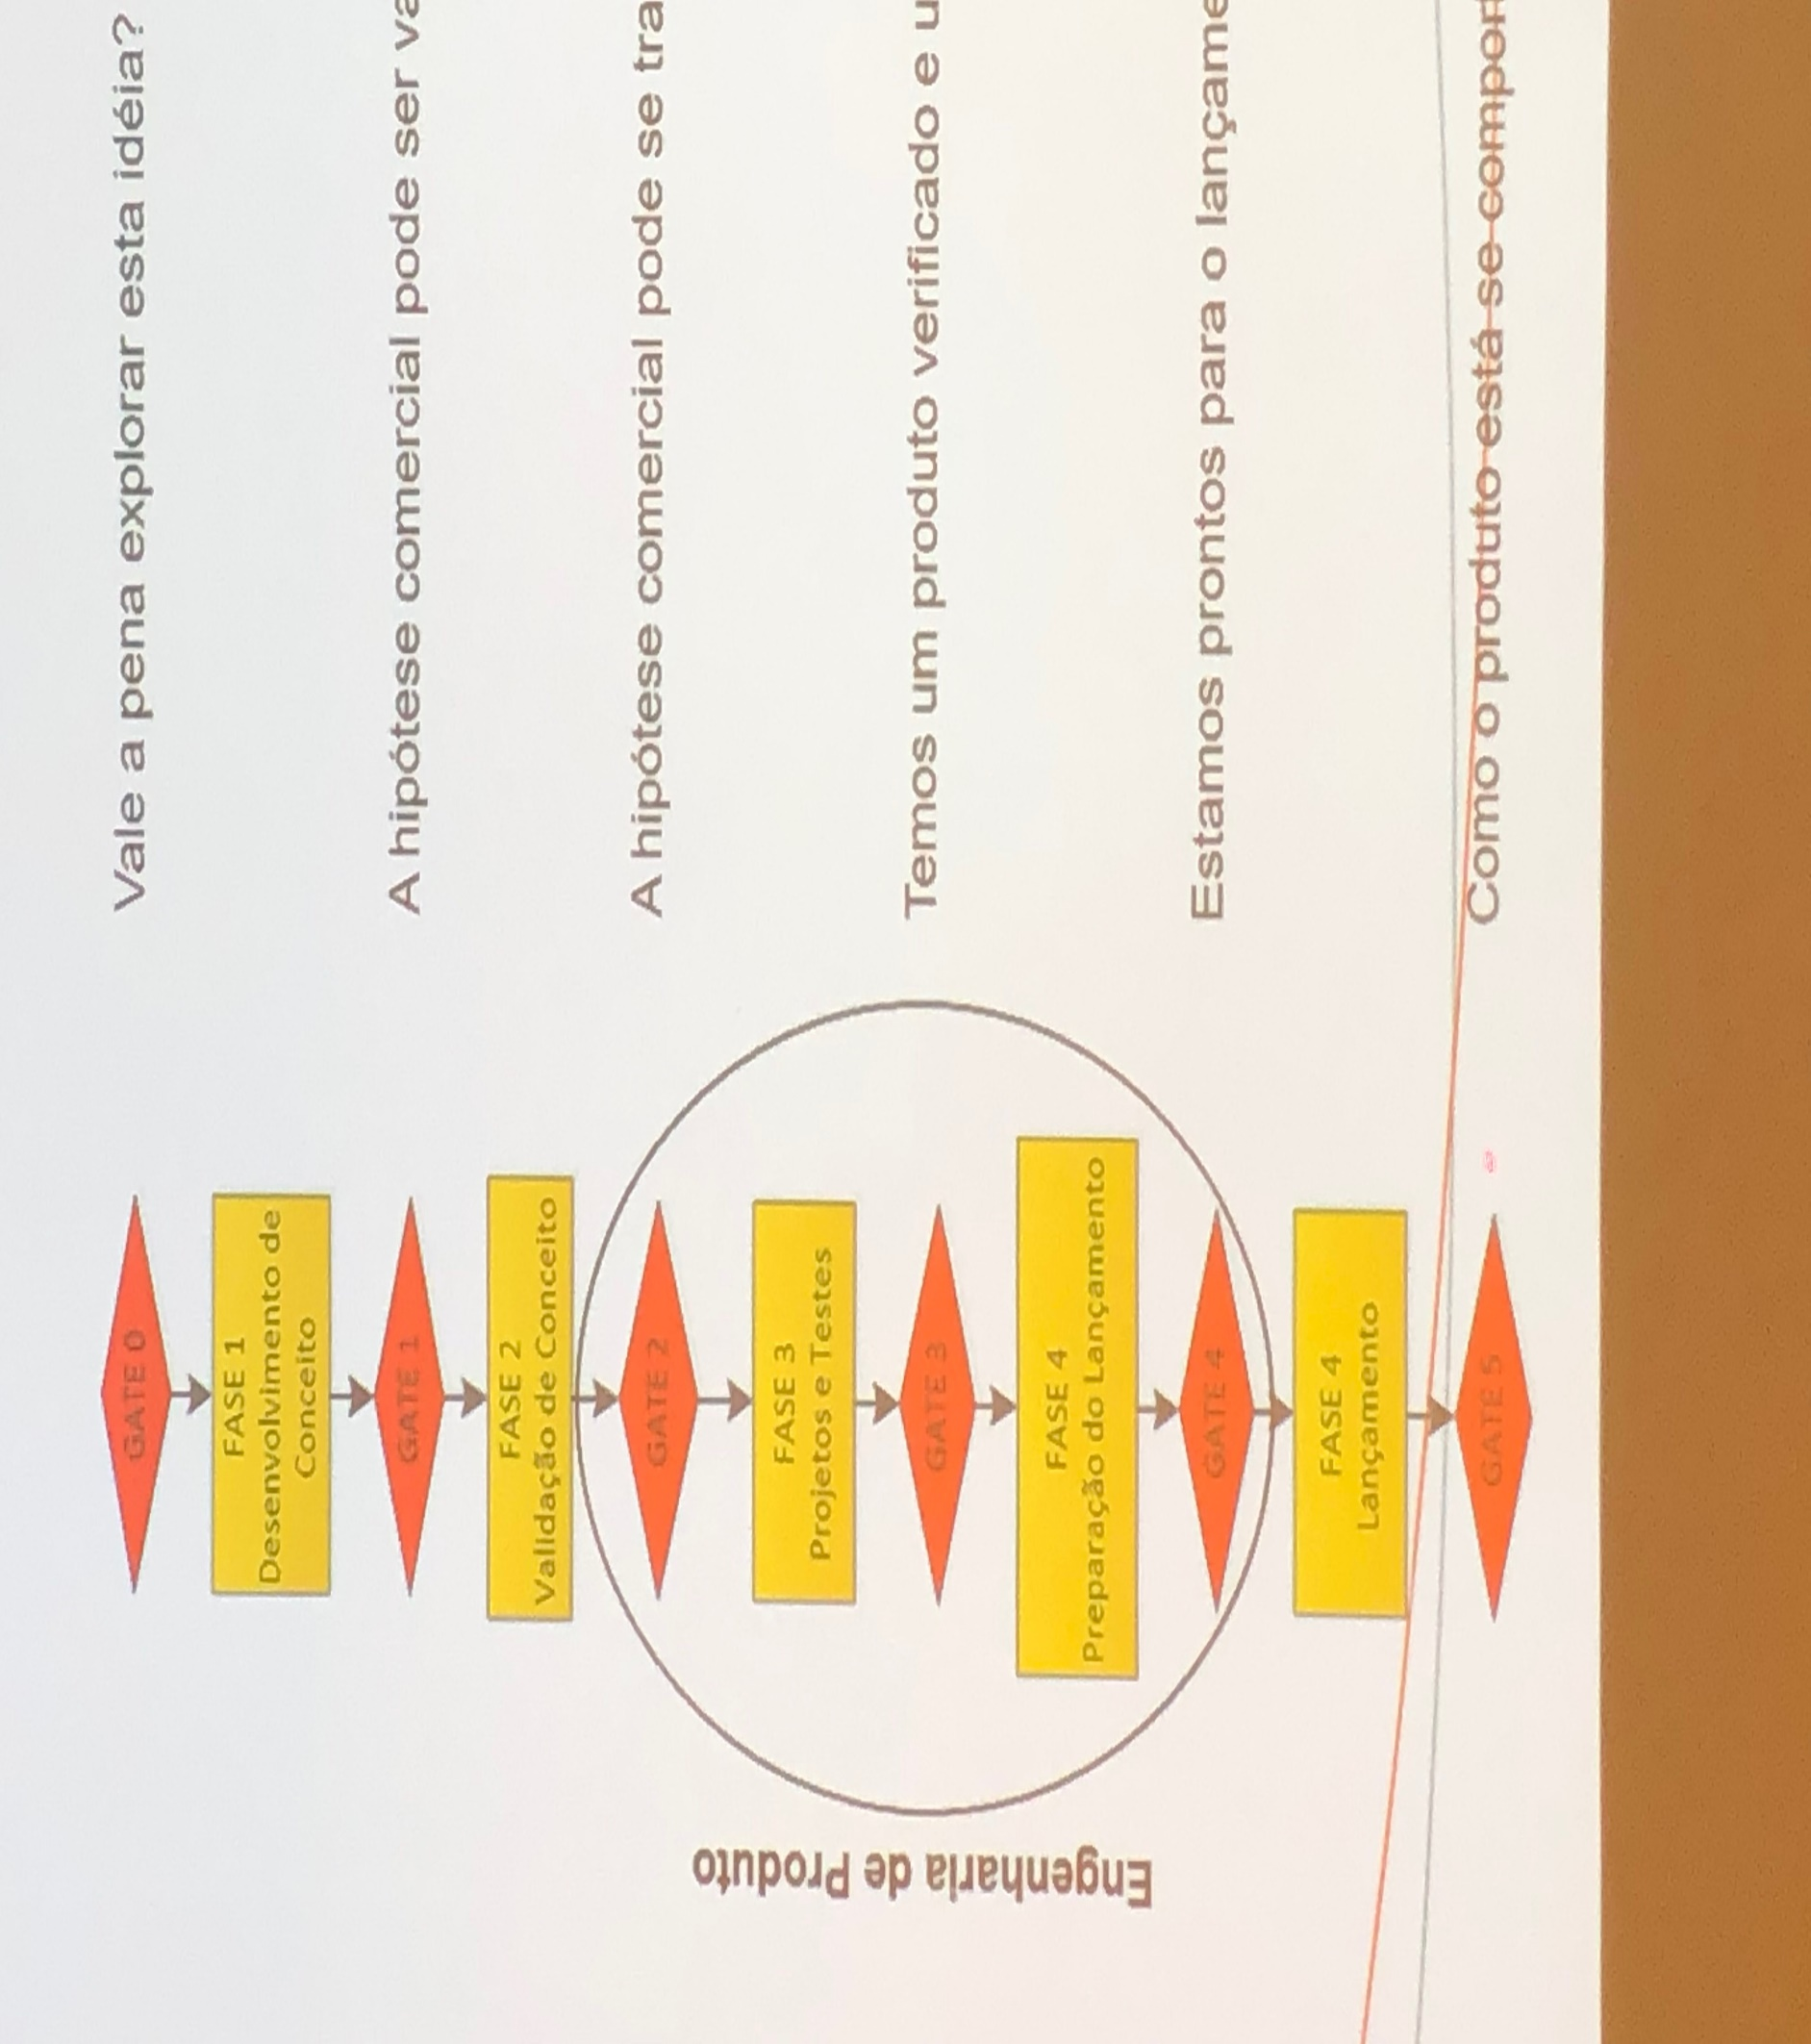 Vale a pena explorar esta idéia?
GATE 0
FASE 1
Desenvolvimento de
Conceito
A hipótese comercial pode ser
GATE 1
FASE 2
Validação de Conceito
A hipótese comercial pode se
GATE 2
FASE 3
Projetos e Testes
Temos um produto verificado e
GATE 3
FASE 4
Preparação do Lançamento
Estamos prontos para o
GATE 4
FASE 4
Lançamento
Como o produto está se
GATE 5
Engenharia de Produto